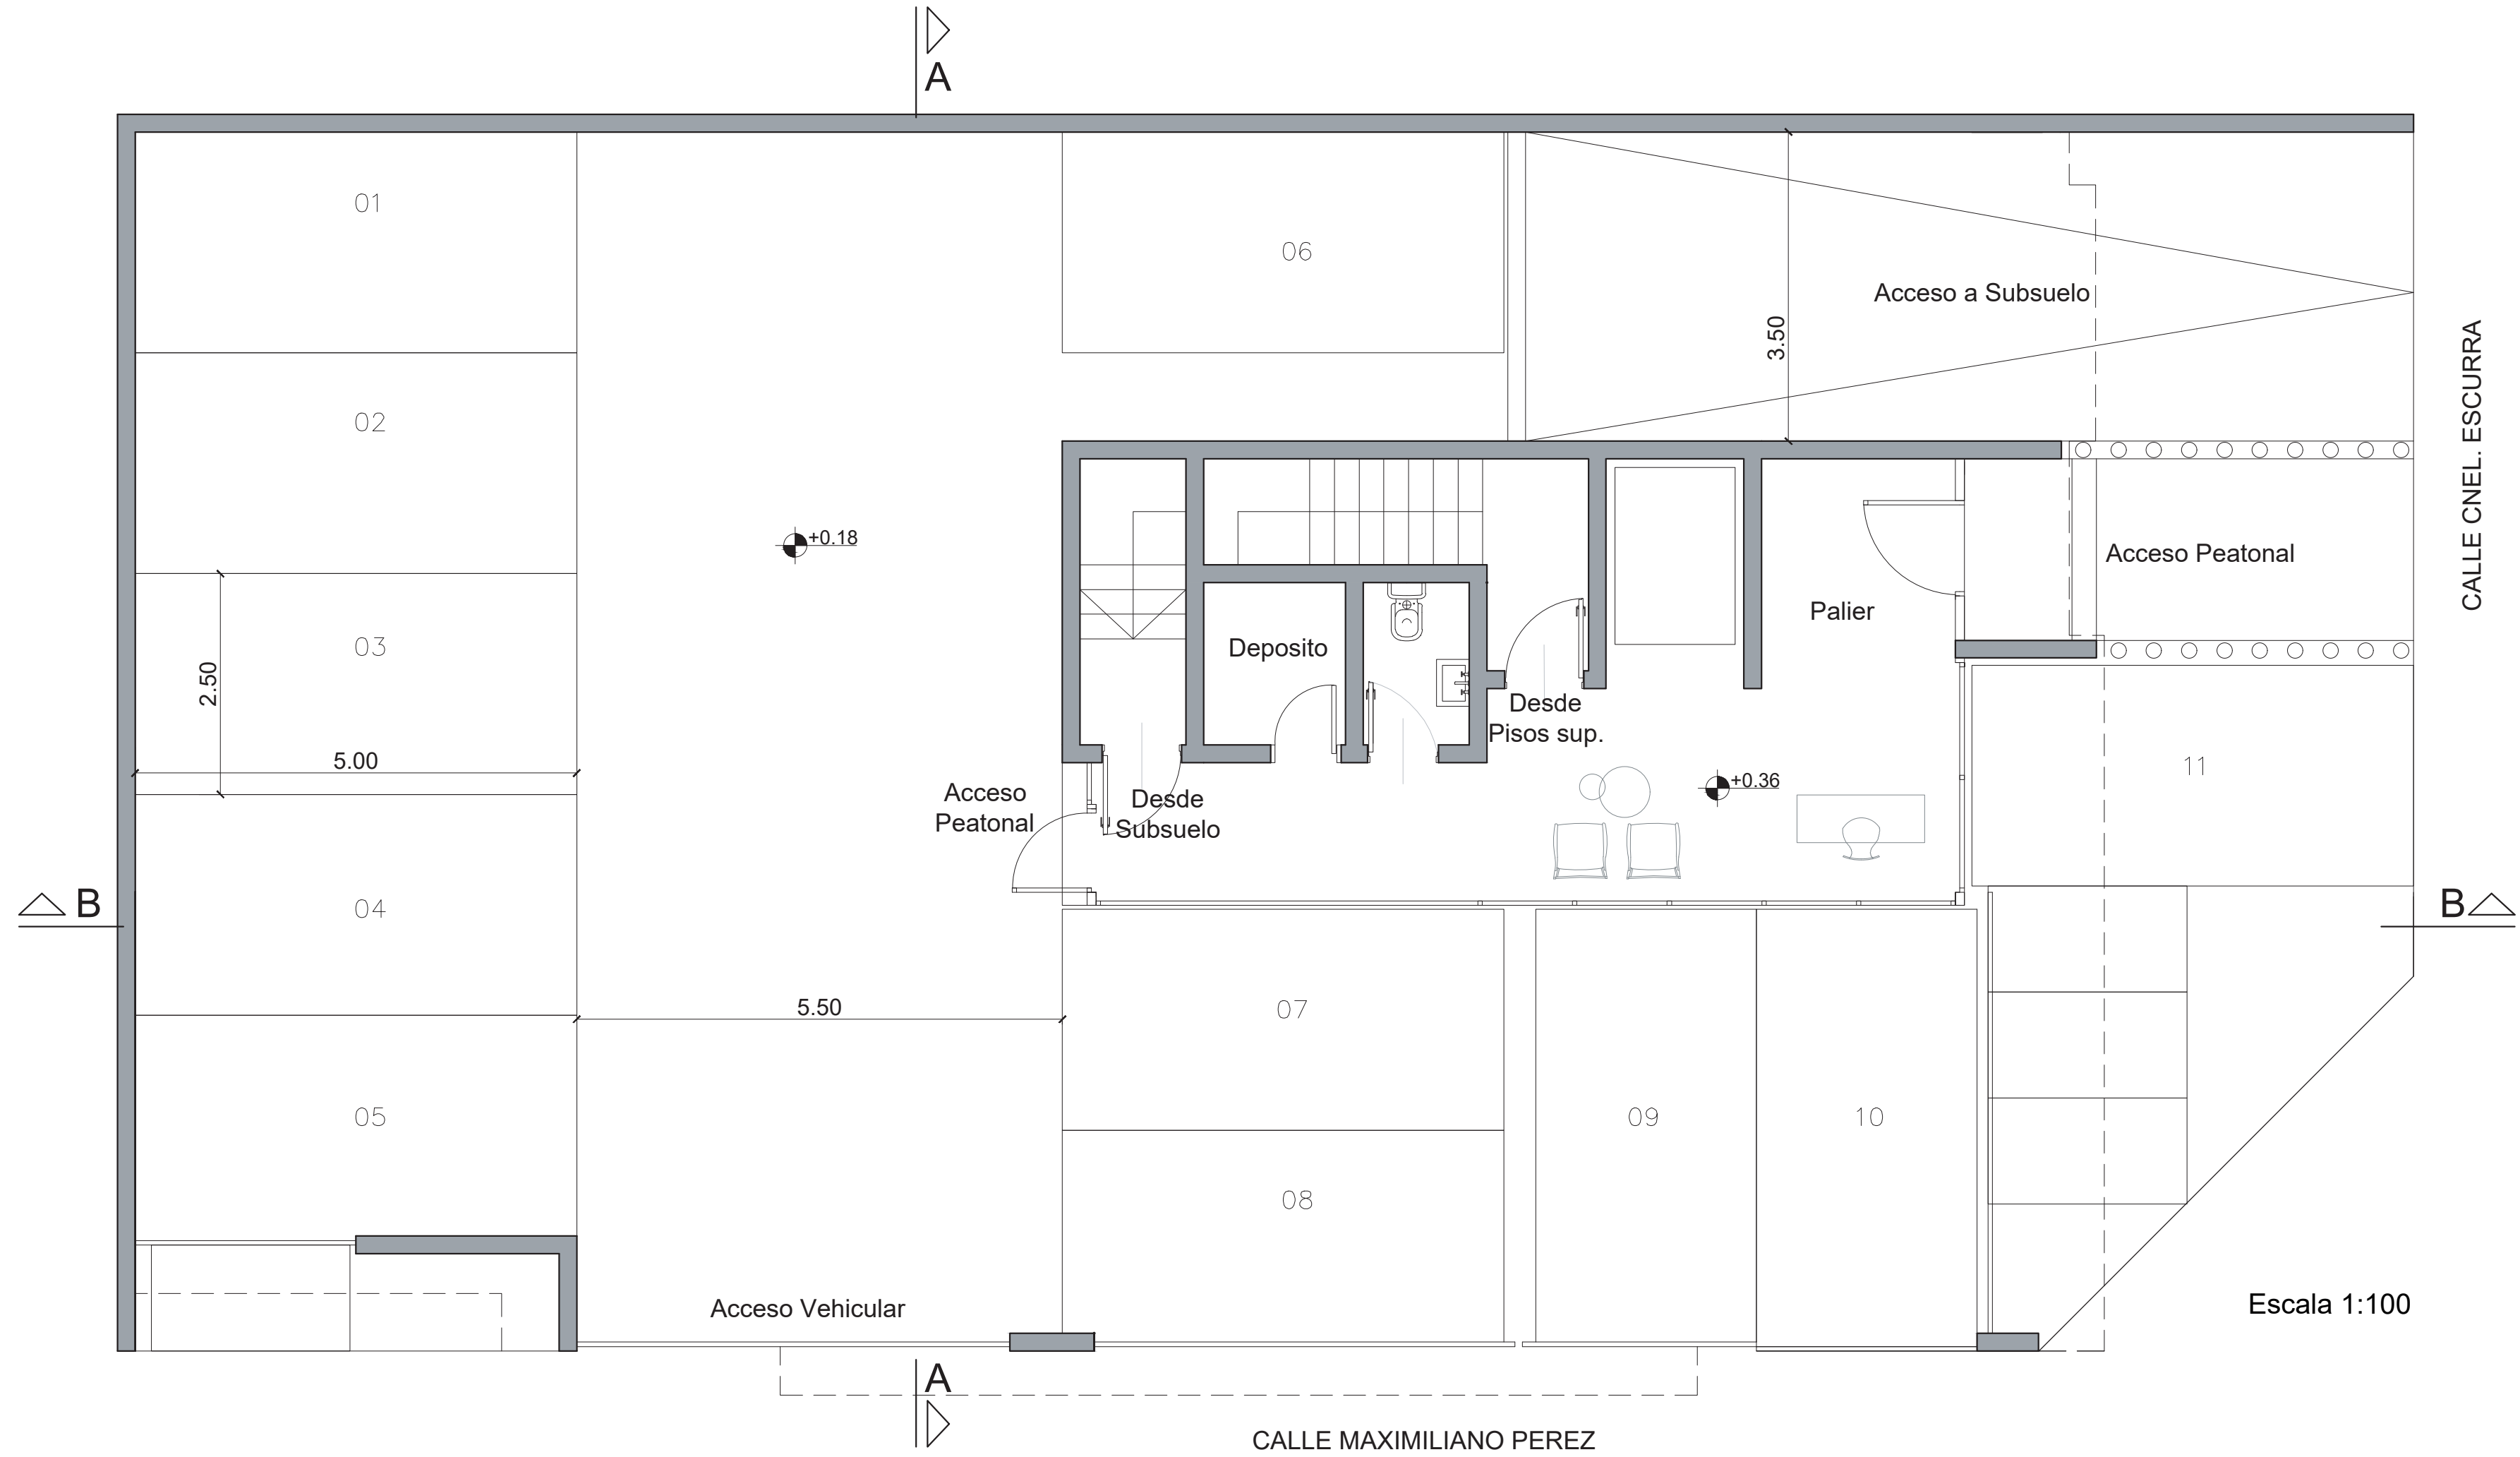 A
01
06
02
Acceso a Subsuelo
3.50
CALLE CNEL. ESCURRA
+0.18
Acceso Peatonal
Palier
03
Deposito
2.50
Desde
Pisos sup.
5.00
11
+0.36
Acceso
Peatonal
Desde
Subsuelo
B
04
B
5.50
07
05
09
10
08
Acceso Vehicular
Escala 1:100
A
CALLE MAXIMILIANO PEREZ